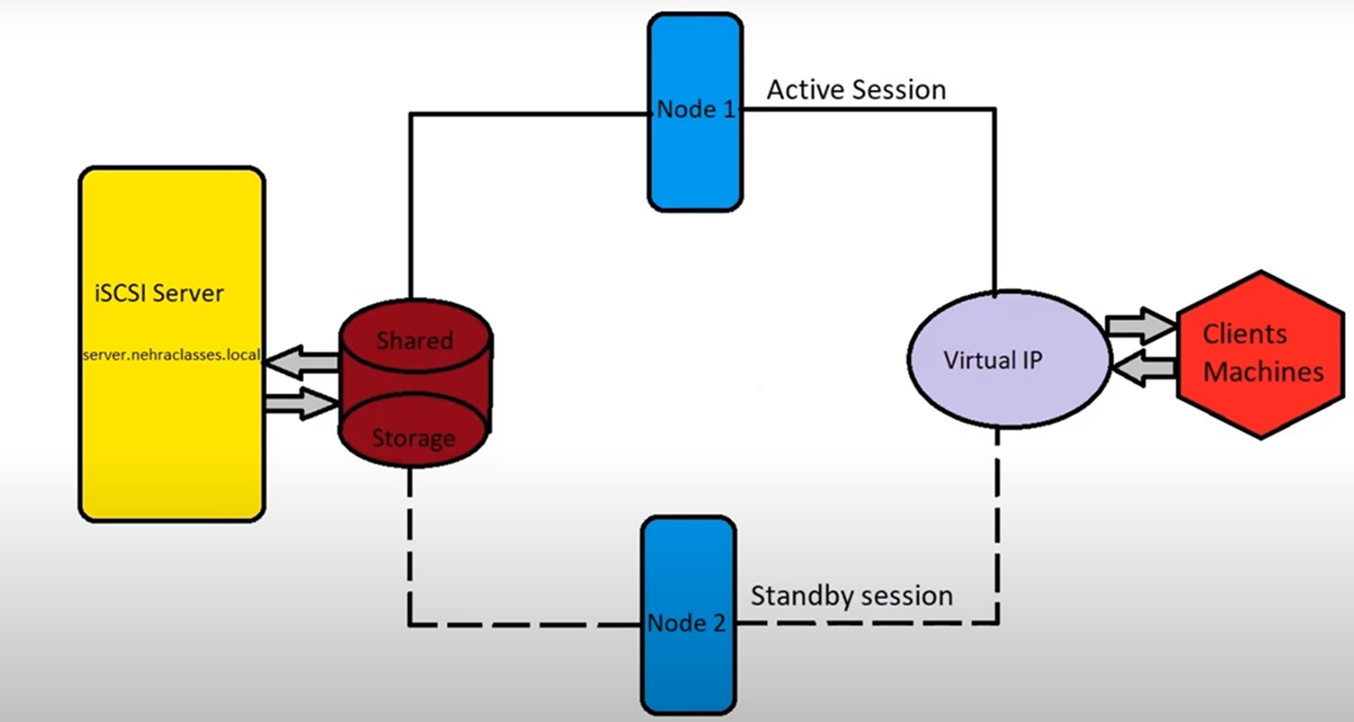 Node 1
Active Session
iSCSI Server
server.nehraclasses.local
Shared
Storage
Virtual IP
Clients
Machines
Node 2
Standby session